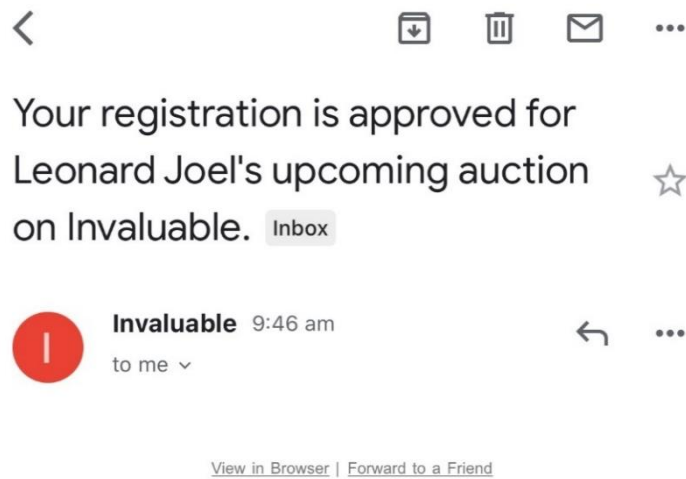 Your registration is approved for
Leonard Joel's upcoming auction
on Invaluable. Inbox
I
Invaluable 9:46 am
to me
View in Browser | Forward to a Friend